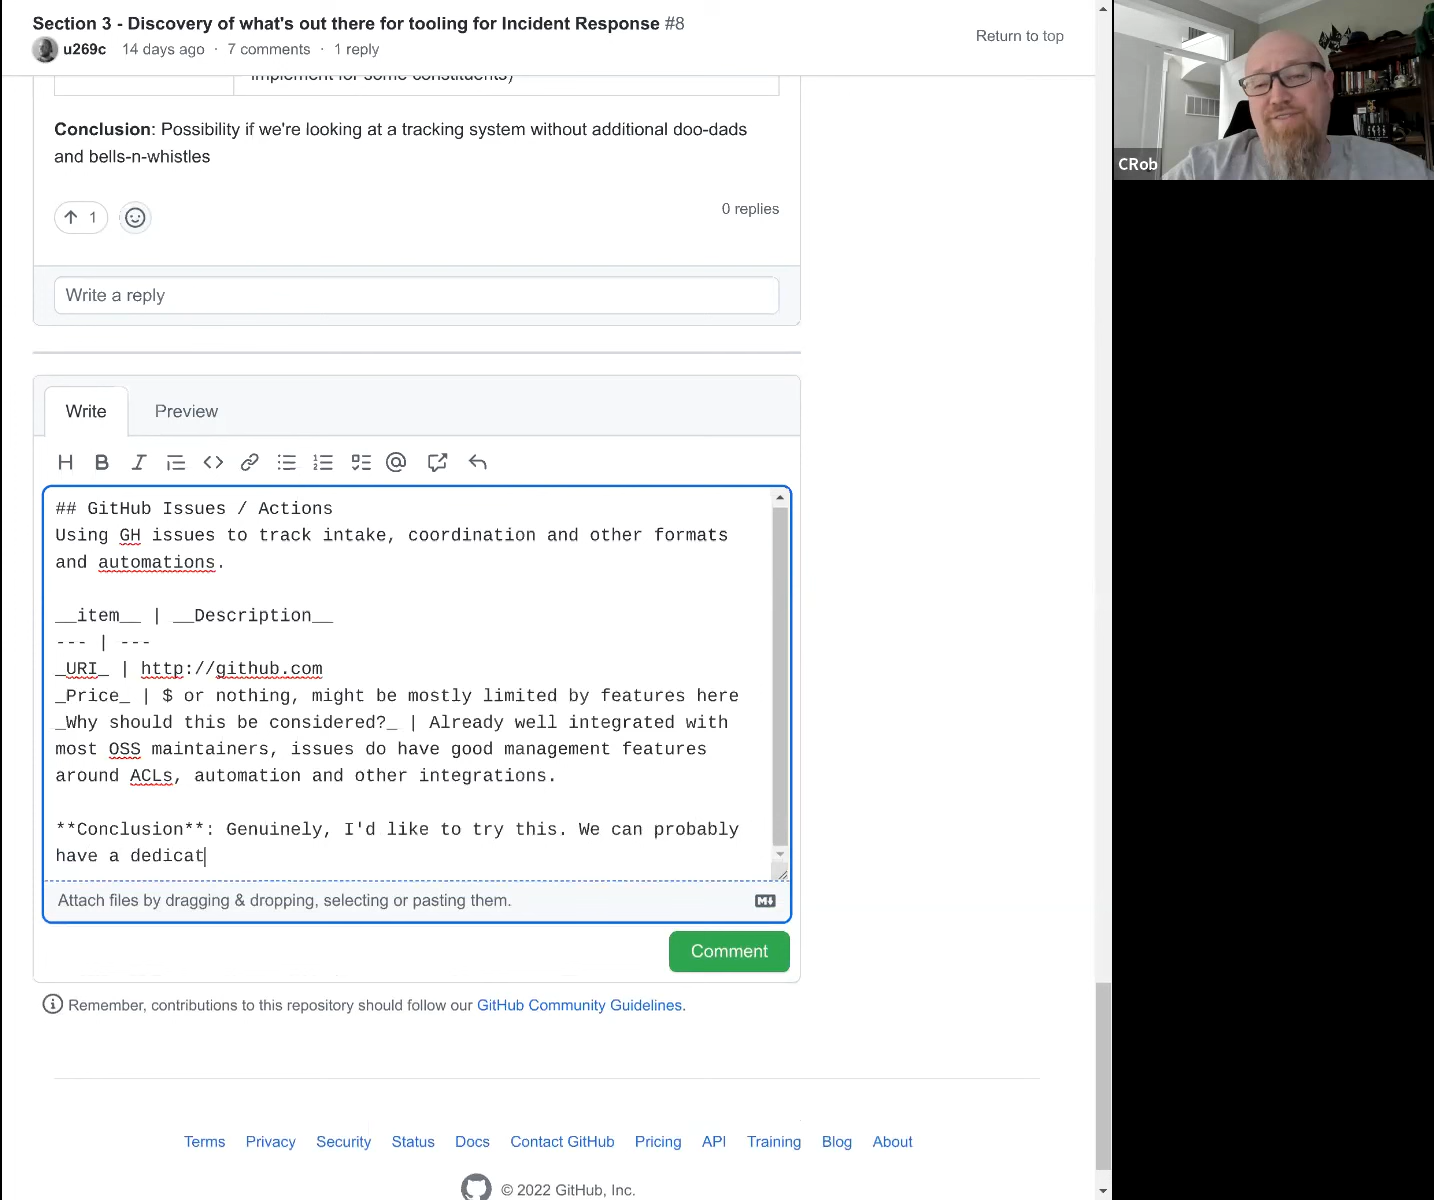 Section 3 - Discovery of what's out there for tooling for Incident Response #8
u269c 14 days ago · 7 comments · 1 reply
Return to top
implement for some constituents)
Conclusion: Possibility if we're looking at a tracking system without additional doo-dads
and bells-n-whistles
1
0 replies
Write a reply
Write Preview
## GitHub Issues / Actions
Using GH issues to track intake, coordination and other formats
and automations.
__item__ | __Description__
--- | ---
_URI_ | http://github.com
_Price_ | $ or nothing, might be mostly limited by features here
_Why should this be considered?_ | Already well integrated with
most OSS maintainers, issues do have good management features
around ACLs, automation and other integrations.
**Conclusion**: Genuinely, I'd like to try this. We can probably
have a dedicat
Attach files by dragging & dropping, selecting or pasting them.
Comment
Remember, contributions to this repository should follow our GitHub Community Guidelines.
Terms Privacy Security Status Docs Contact GitHub Pricing API Training Blog About
© 2022 GitHub, Inc.
CRob